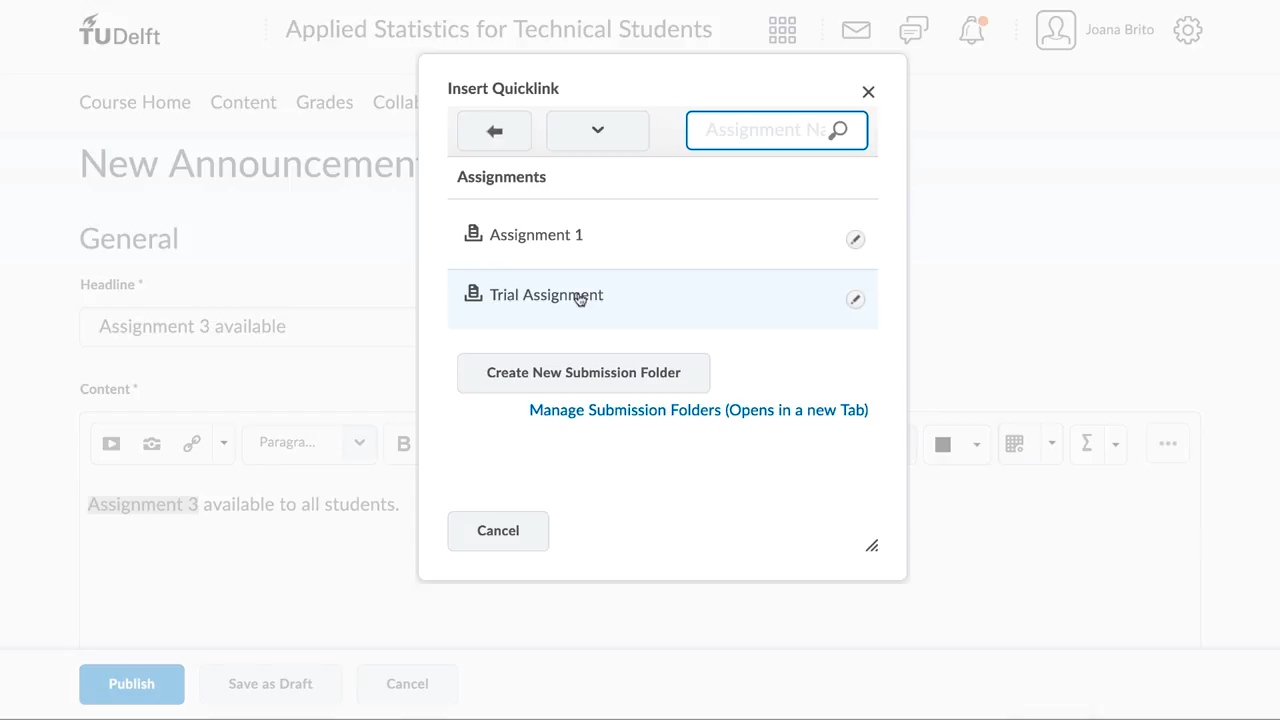 TUDelft
Applied Statistics for Technical Students
Joana Brito
Course Home
Content
Grades
Collab
New Announcement
General
Headline *
Assignment 3 available
Content *
Paragra...
B
Σ
Assignment 3 available to all students.
Insert Quicklink
Assignment Na
Assignments
Assignment 1
Trial Assignment
Create New Submission Folder
Manage Submission Folders (Opens in a new Tab)
Cancel
Publish
Save as Draft
Cancel